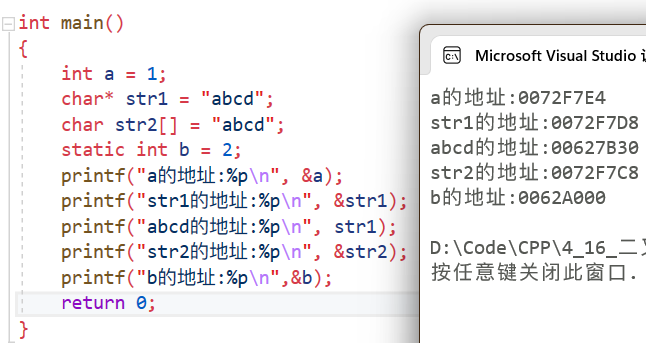 int main()
{
int a = 1;
char* str1 = "abcd";
char str2[] = "abcd";
static int b = 2;
printf("a的地址:%p\n", &a);
printf("str1的地址:%p\n", &str1);
printf("abcd的地址:%p\n", str1);
printf("str2的地址:%p\n", &str2);
printf("b的地址:%p\n",&b);
return 0;
}
Microsoft Visual Studio
a的地址:0072F7E4
str1的地址:0072F7D8
abcd的地址:00627B30
str2的地址:0072F7C8
b的地址:0062A000
D:\Code\CPP\4_16_二
按任意键关闭此窗口.